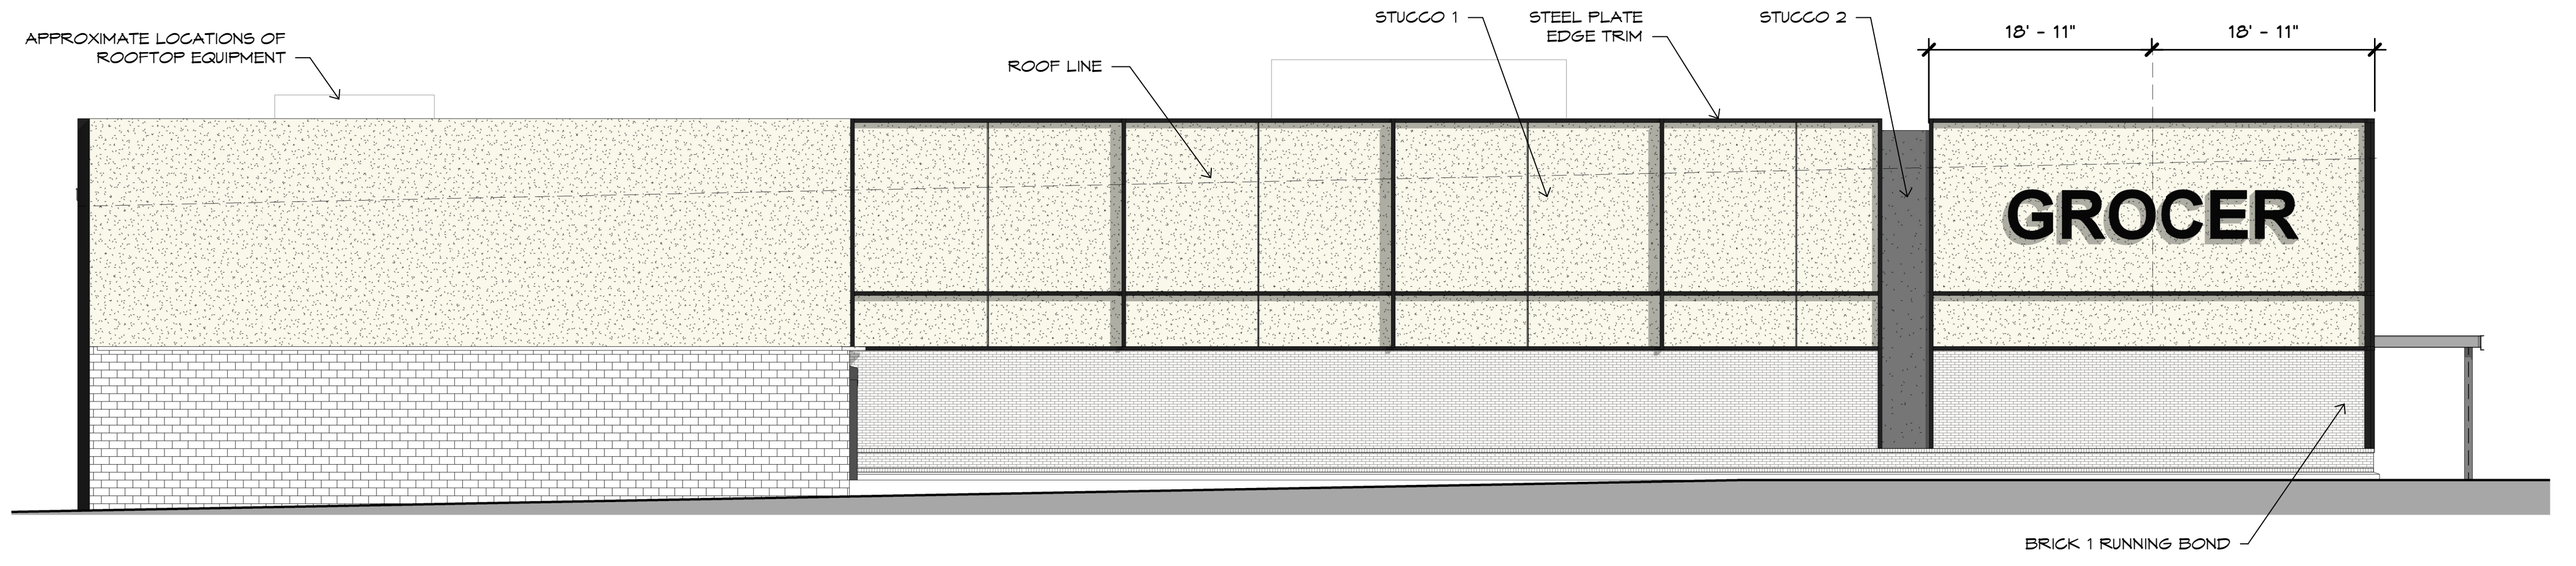 APPROXIMATE LOCATIONS OF
ROOFTOP EQUIPMENT
ROOF LINE
STUCCO 1
STEEL PLATE
EDGE TRIM
STUCCO 2
18' - 11"
18' - 11"
GROCER
BRICK 1 RUNNING BOND